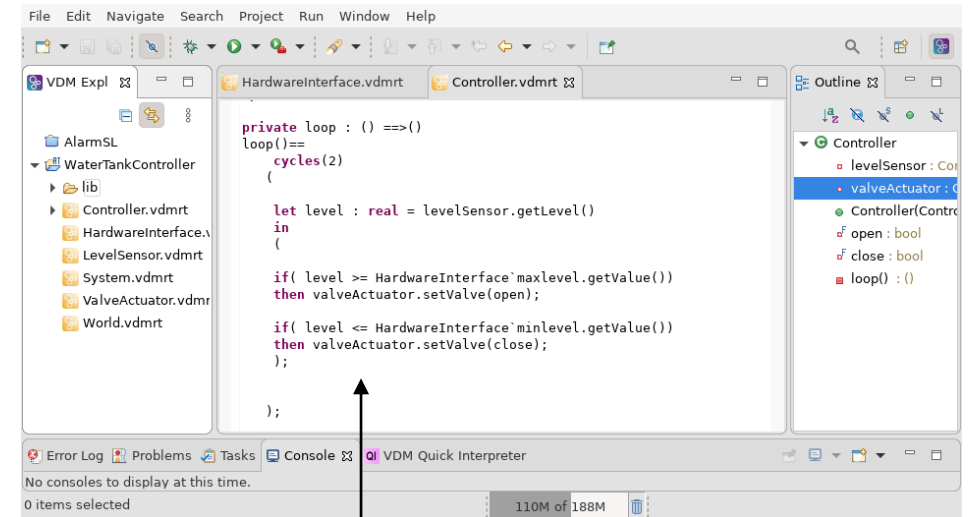 File Edit Navigate Search Project Run Window Help
VDM Expl
HardwareInterface.vdmrt
Controller.vdmrt
Outline
AlarmSL
WaterTankController
lib
Controller.vdmrt
HardwareInterface.
LevelSensor.vdmrt
System.vdmrt
ValveActuator.vdmr
World.vdmrt
private loop : () ==>()
loop()==
cycles(2)
(
let level : real = levelSensor.getLevel()
in
(
if( level >= HardwareInterface`maxlevel.getValue())
then valveActuator.setValve(open);
if( level <= HardwareInterface`minlevel.getValue())
then valveActuator.setValve(close);
);
);
Controller
levelSensor : Cor
valveActuator : C
Controller(Contro
open : bool
close : bool
loop() : ()
Error Log Problems Tasks Console QI VDM Quick Interpreter
No consoles to display at this time.
0 items selected
110M of 188M